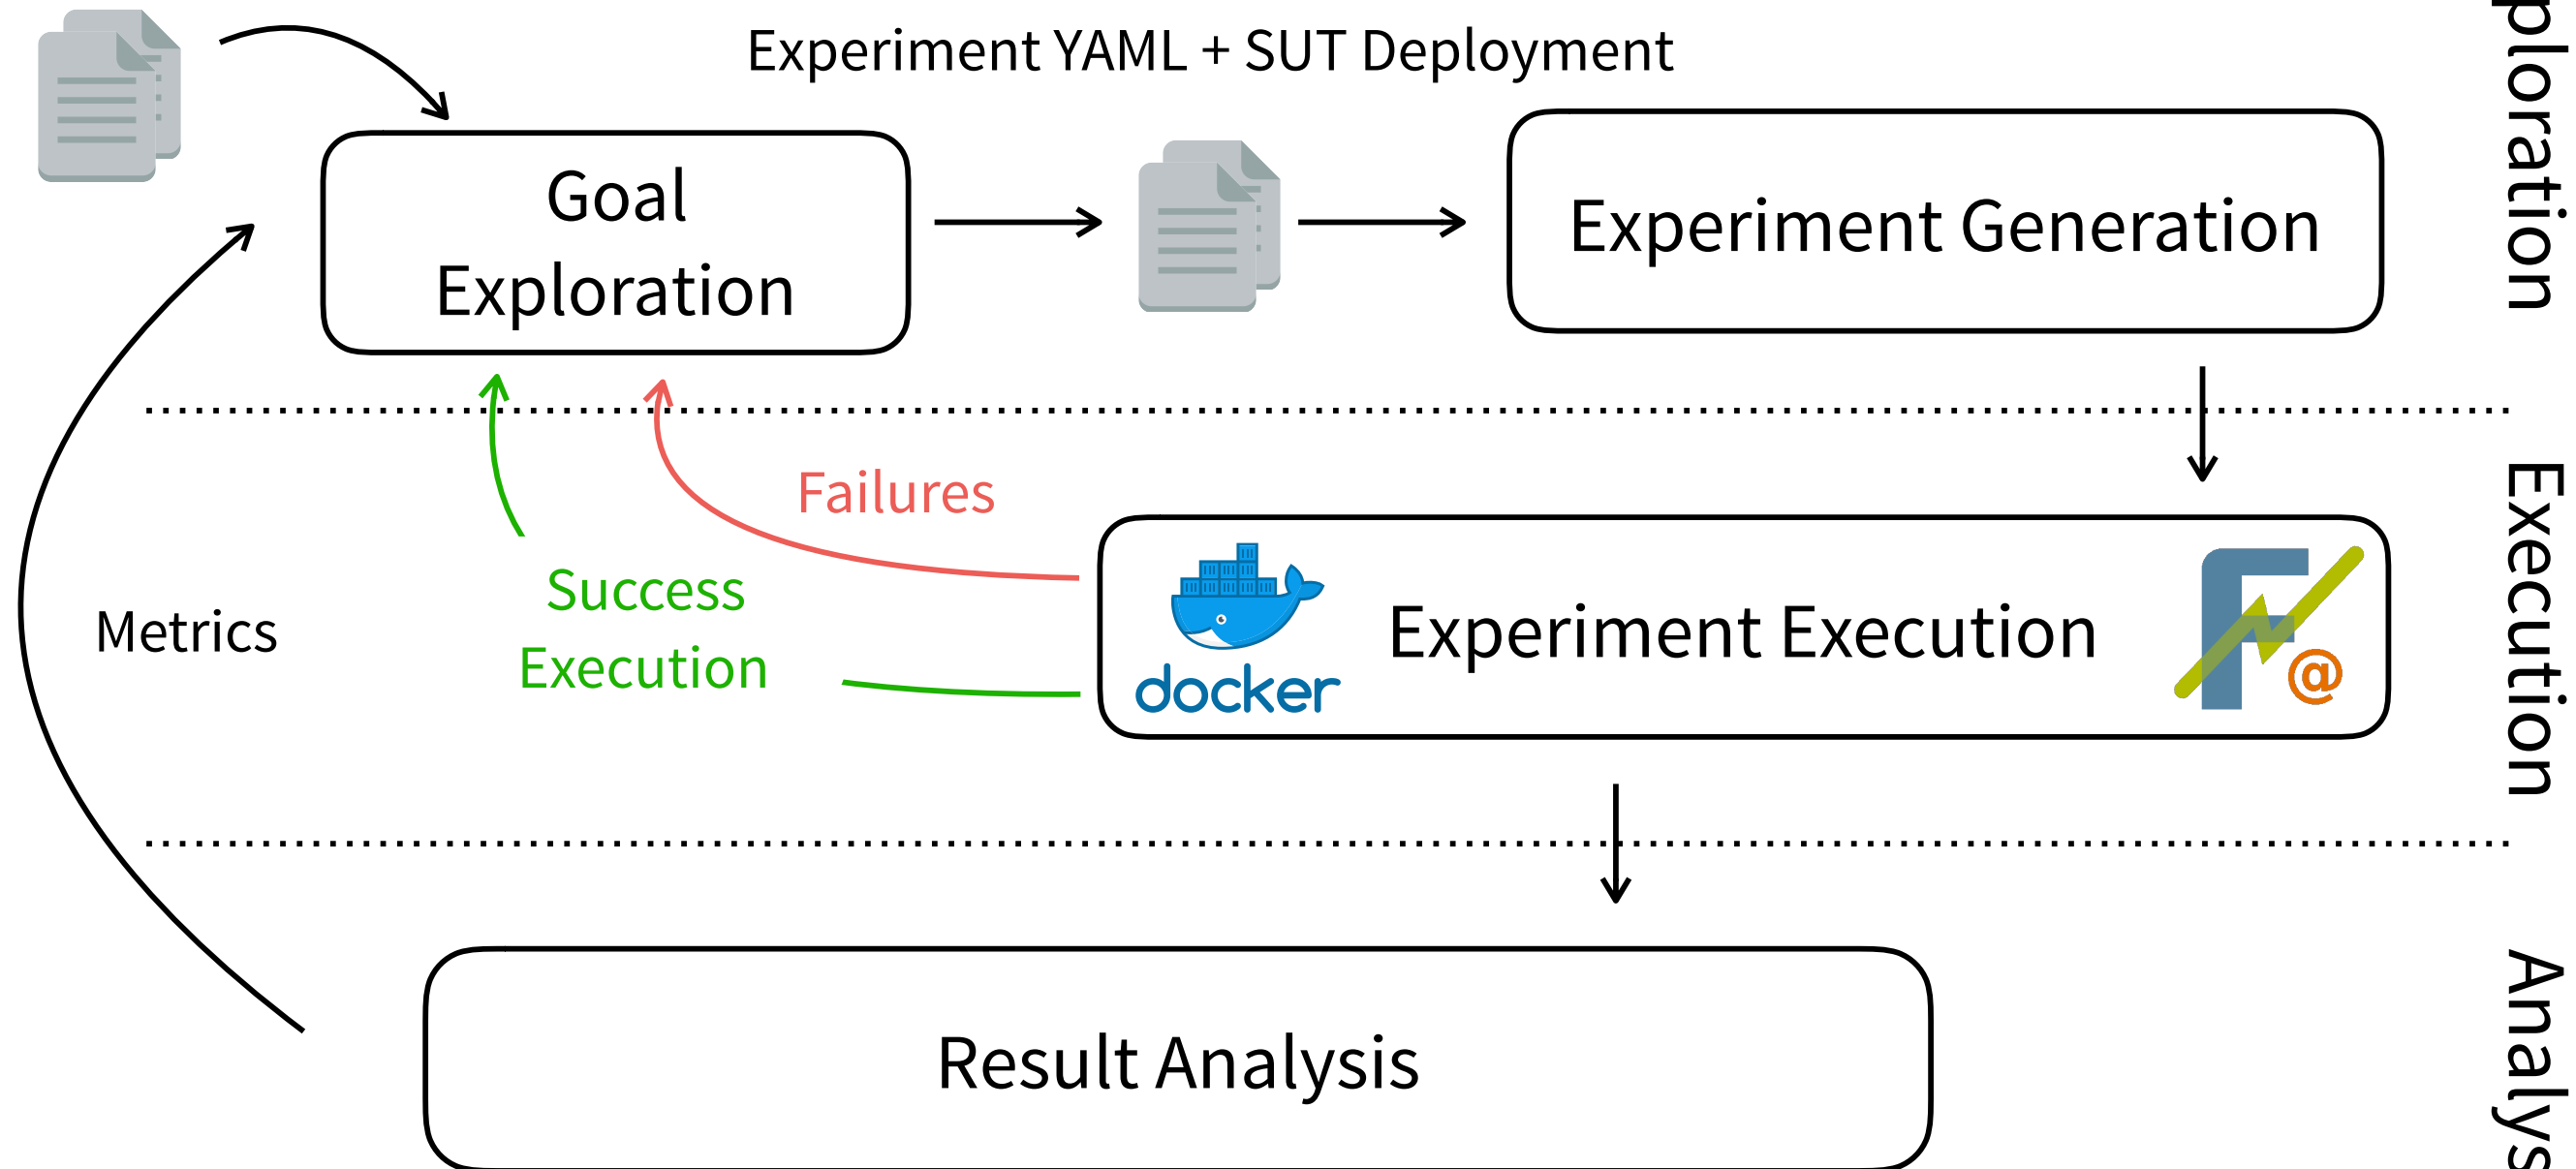 Experiment YAML + SUT Deployment
Goal
Exploration
Experiment Generation
ploration
Failures
Success
Execution
Metrics
docker
Experiment Execution
F@
Execution
Result Analysis
Analys